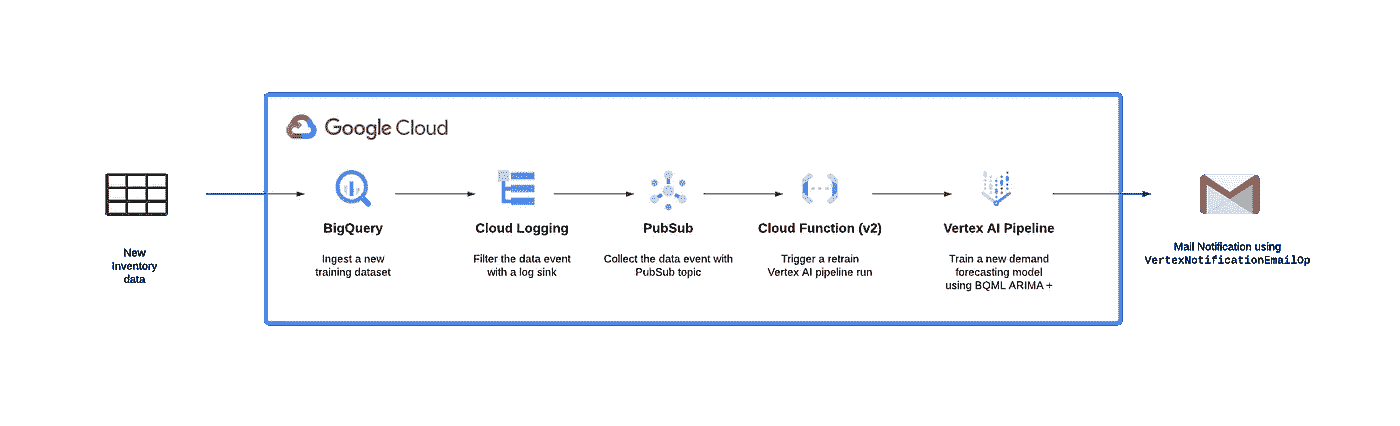 Google Cloud
New
Inventory
data
BigQuery
Ingest a new
training dataset
Cloud Logging
Filter the data event
with a log sink
PubSub
Collect the data event with
PubSub topic
Cloud Function (v2)
Trigger a retrain
Vertex AI pipeline run
Vertex AI Pipeline
Train a new demand
forecasting model
using BQML ARIMA +
Mail Notification using
VertexNotificationEmailOp